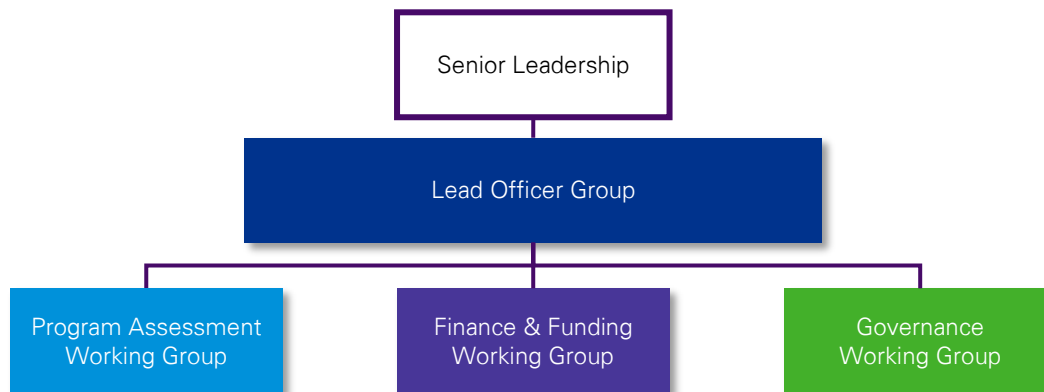 Senior Leadership
Lead Officer Group
Program Assessment
Working Group
Finance & Funding
Working Group
Governance
Working Group